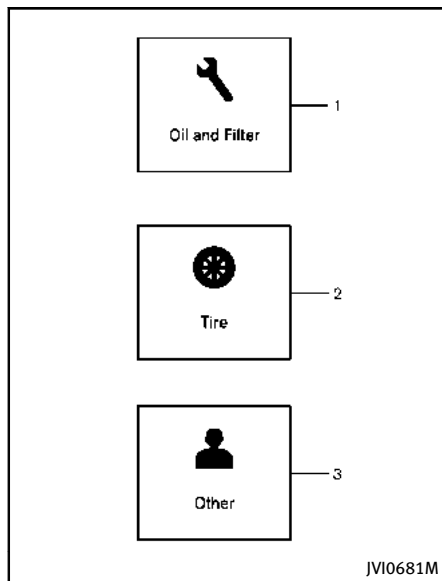 Oil and Filter
1
Tire
2
Other
3
JVI0681M